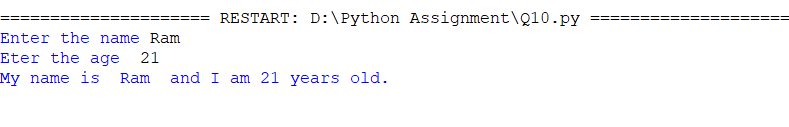 ===================== RESTART: D:\Python Assignment\Q10.py ====================
Enter the name Ram
Eter the age  21
My name is  Ram  and I am 21 years old.